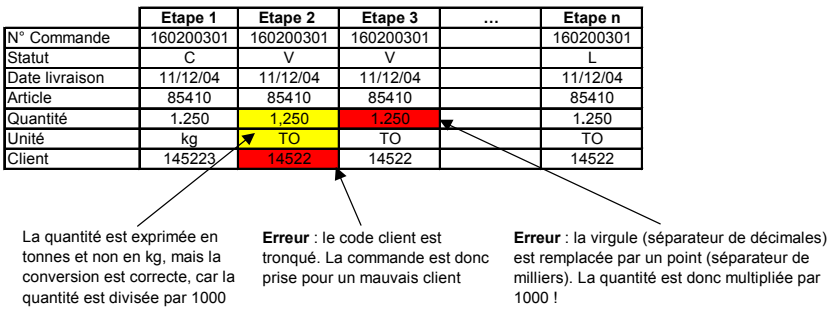 Etape 1 Etape 2 Etape 3 … Etape n
N° Commande 160200301 160200301 160200301 160200301
Statut C V V L
Date livraison 11/12/04 11/12/04 11/12/04 11/12/04
Article 85410 85410 85410 85410
Quantité 1.250 1,250 1.250 1.250
Unité kg TO TO TO
Client 145223 14522 14522 14522
La quantité est exprimée en
tonnes et non en kg, mais la
conversion est correcte, car la
quantité est divisée par 1000
Erreur : le code client est
tronqué. La commande est donc
prise pour un mauvais client
Erreur : la virgule (séparateur de décimales)
est remplacée par un point (séparateur de
milliers). La quantité est donc multipliée par
1000 !